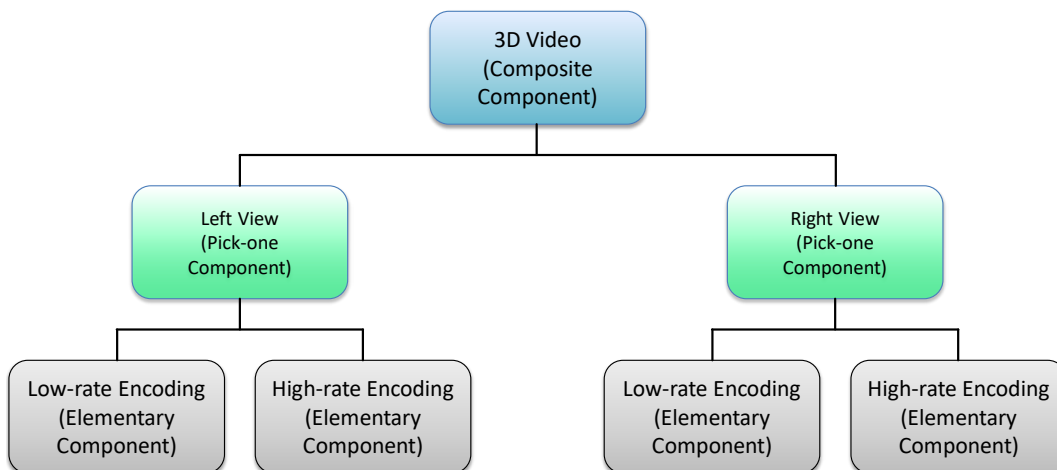 3D Video
(Composite
Component)
Left View
(Pick-one
Component)
Right View
(Pick-one
Component)
Low-rate Encoding
(Elementary
Component)
High-rate Encoding
(Elementary
Component)
Low-rate Encoding
(Elementary
Component)
High-rate Encoding
(Elementary
Component)